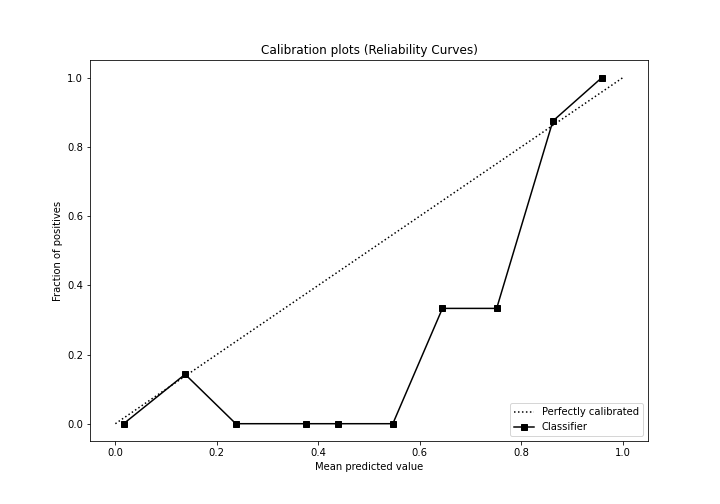 Calibration plots (Reliability Curves)
1.0
0.8
0.6
0.4
0.2
0.0
Fraction of positives
0.0 0.2 0.4 0.6 0.8 1.0
Mean predicted value
Perfectly calibrated
Classifier